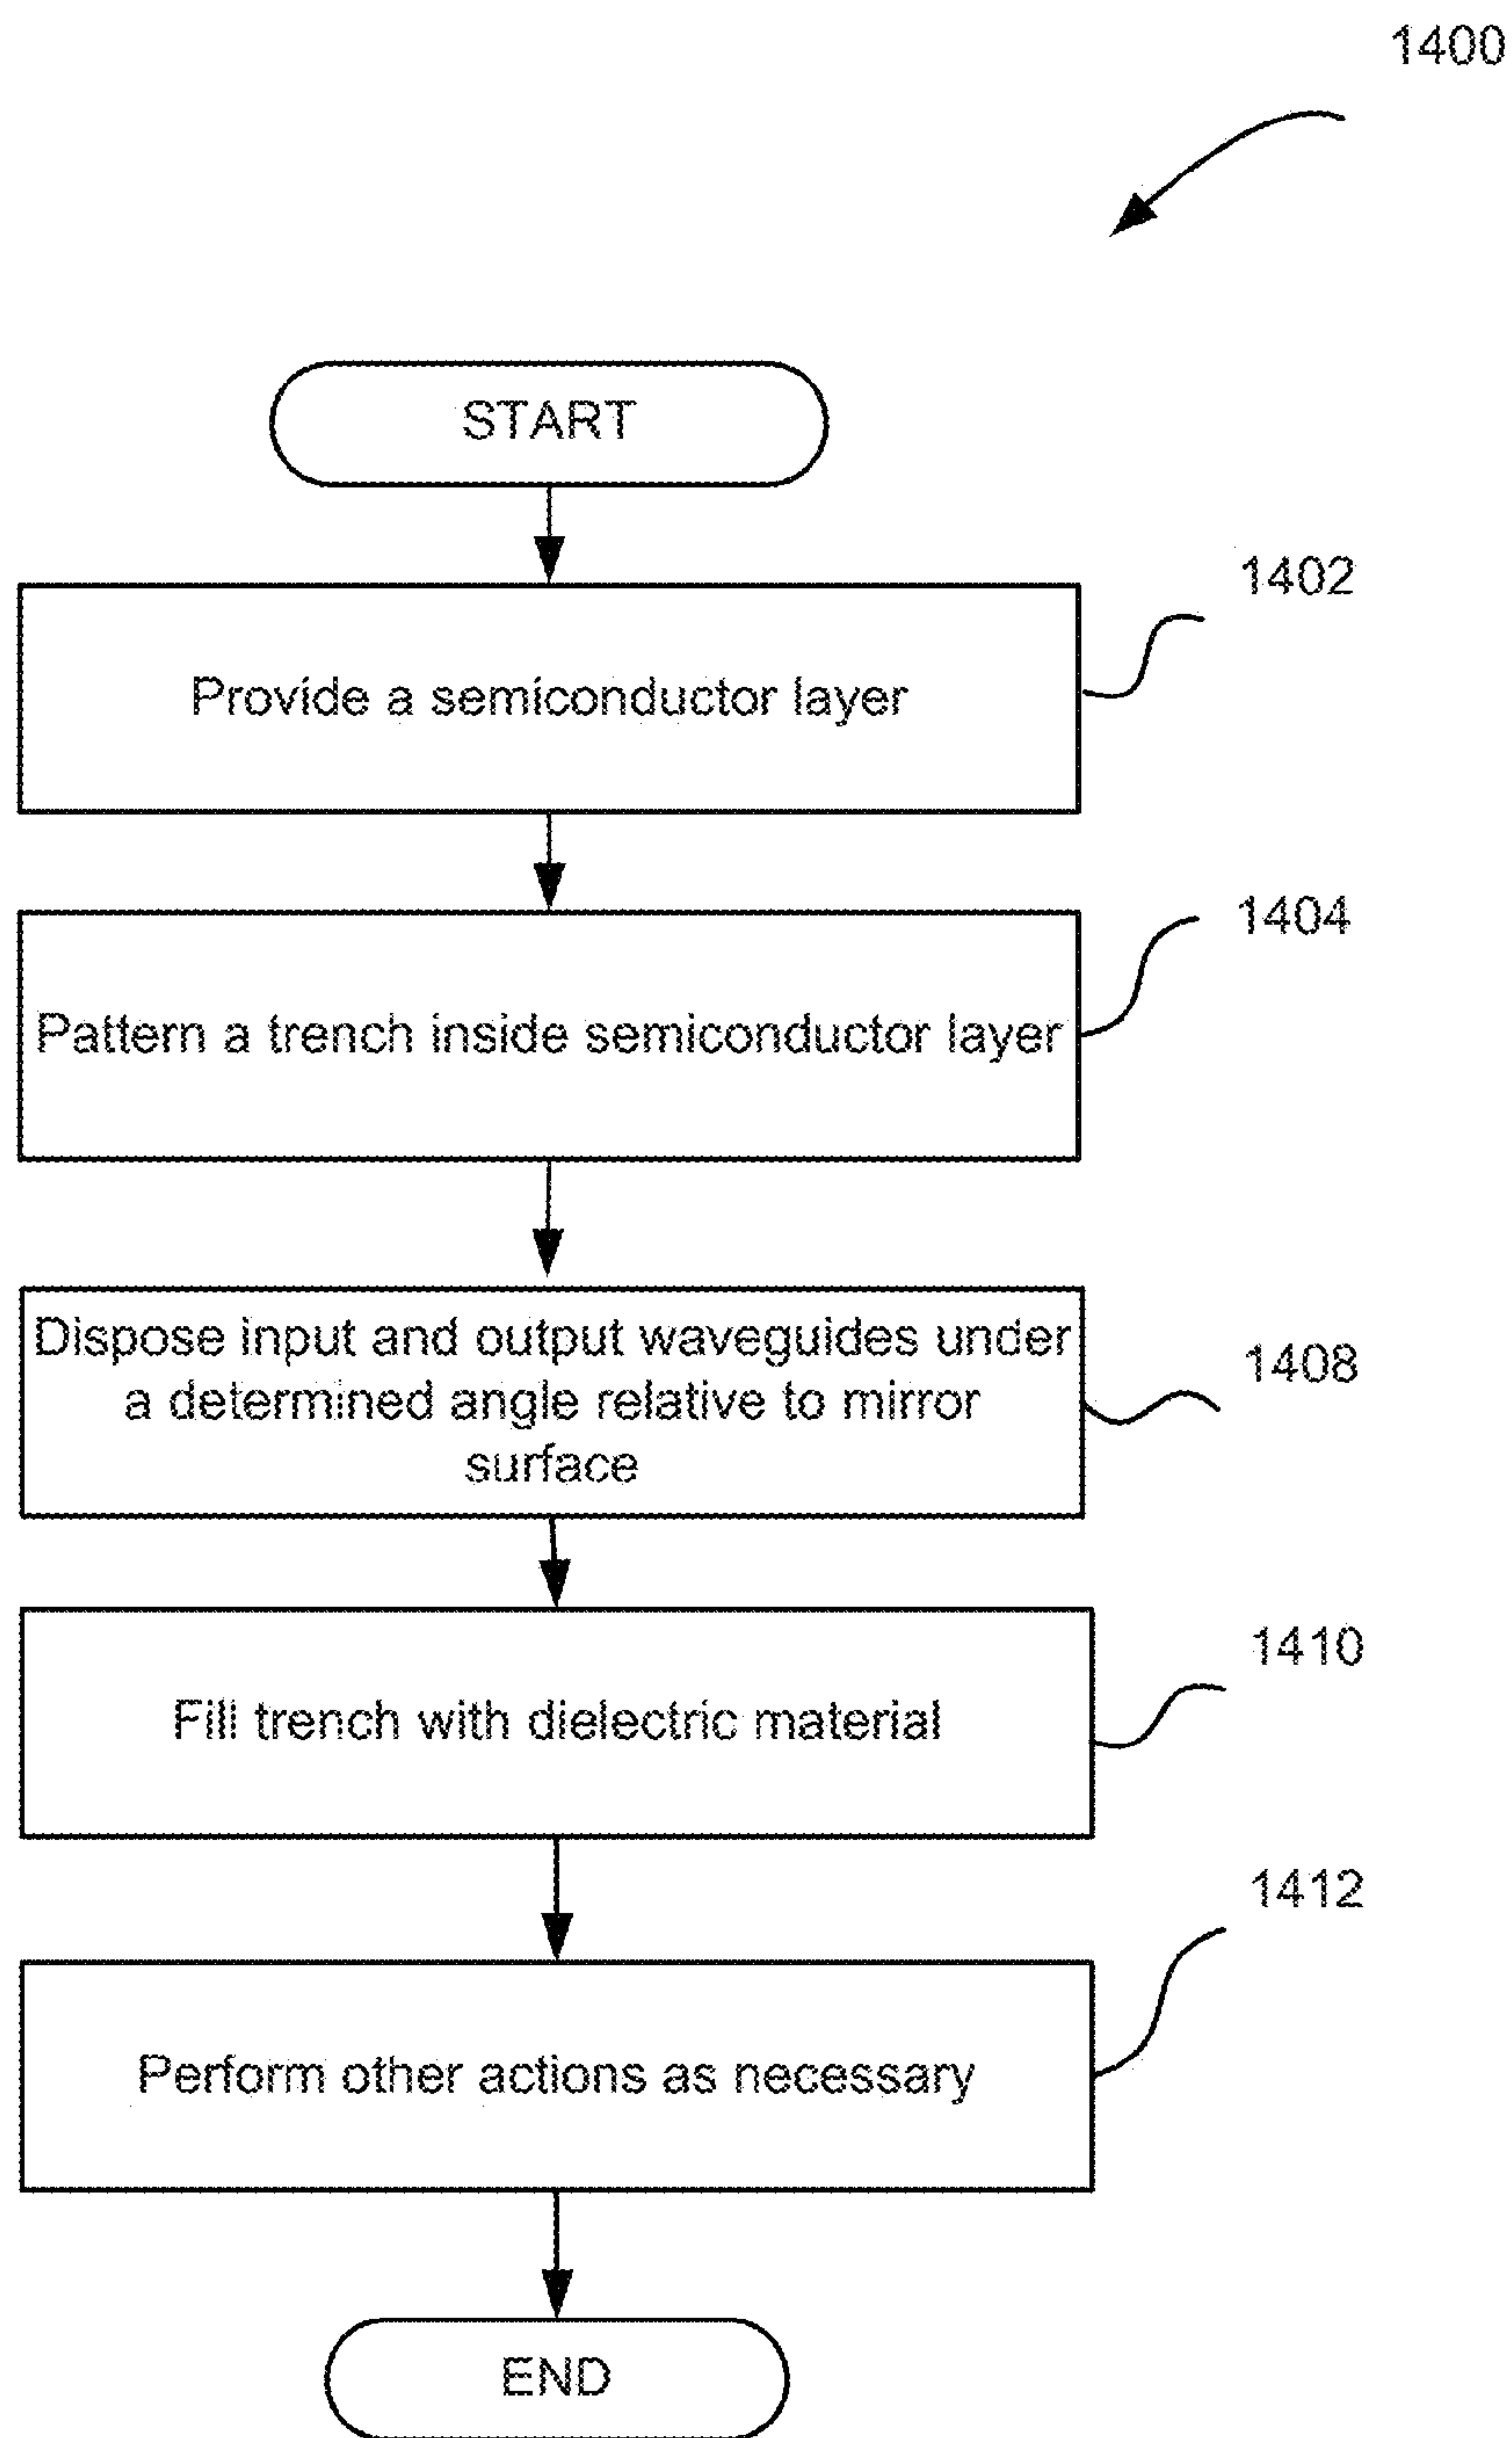 1400
START
1402
Provide a semiconductor layer
1404
Pattern a trench inside semiconductor layer
Dispose input and output waveguides under
a determined angle relative to mirror
surface
1408
1410
Fill trench with dielectric material
1412
Perform other actions as necessary
END